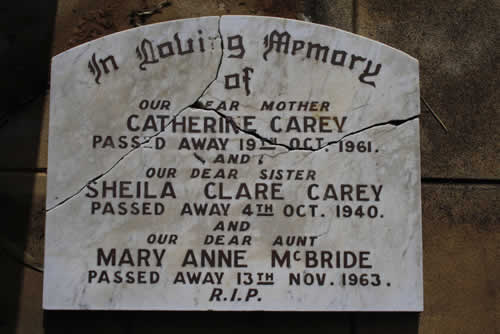 In Loving Memory
of
OUR DEAR MOTHER
CATHERINE CAREY
PASSED AWAY 19TH OCT. 1961.
AND
OUR DEAR SISTER
SHEILA CLARE CAREY
PASSED AWAY 4TH OCT. 1940.
AND
OUR DEAR AUNT
MARY ANNE McBRIDE
PASSED AWAY 13TH NOV. 1963.
R.I.P.